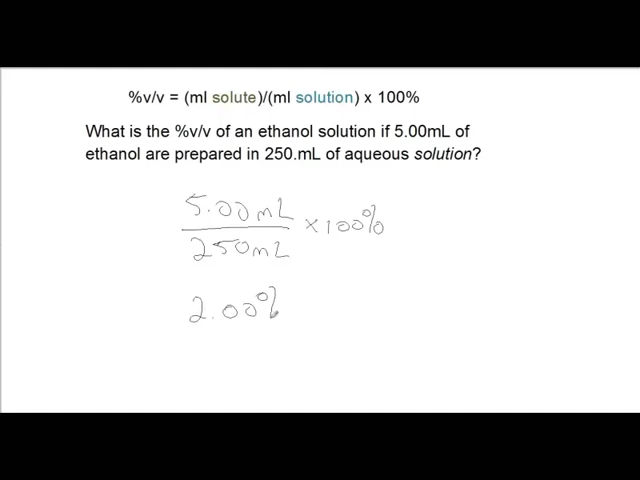 %v/v = (ml solute)/(ml solution) x 100%
What is the %v/v of an ethanol solution if 5.00mL of
ethanol are prepared in 250.mL of aqueous solution?
5.00mL
250mL
x100%
2.00%